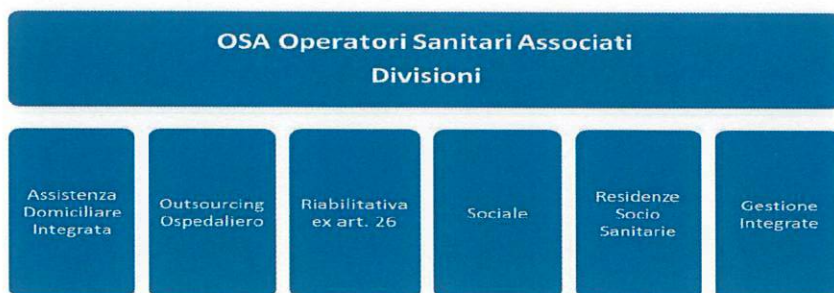 OSA Operatori Sanitari Associati
Divisioni
Assistenza
Domiciliare
Integrata
Outsourcing
Ospedaliero
Riabilitativa
ex art. 26
Sociale
Residenze
Socio
Sanitarie
Gestione
Integrate